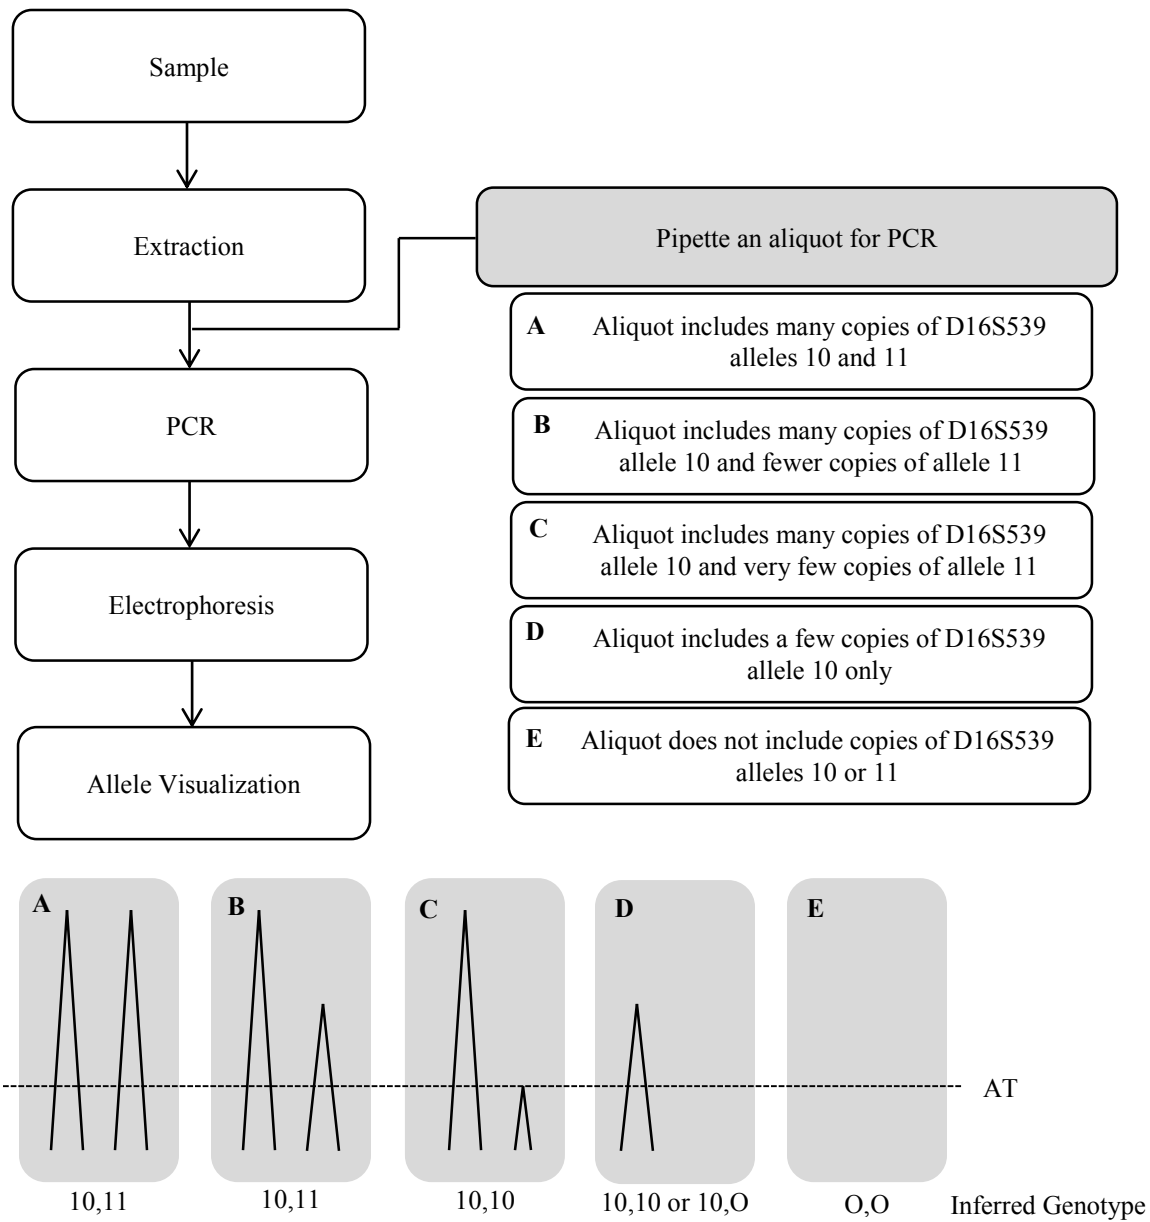 Sample
Extraction
PCR
Electrophoresis
Allele Visualization
Pipette an aliquot for PCR
A Aliquot includes many copies of D16S539
alleles 10 and 11
B Aliquot includes many copies of D16S539
allele 10 and fewer copies of allele 11
C Aliquot includes many copies of D16S539
allele 10 and very few copies of allele 11
D Aliquot includes a few copies of D16S539
allele 10 only
E Aliquot does not include copies of D16S539
alleles 10 or 11
A B C D E
AT
10,11 10,11 10,10 10,10 or 10,O O,O Inferred Genotype